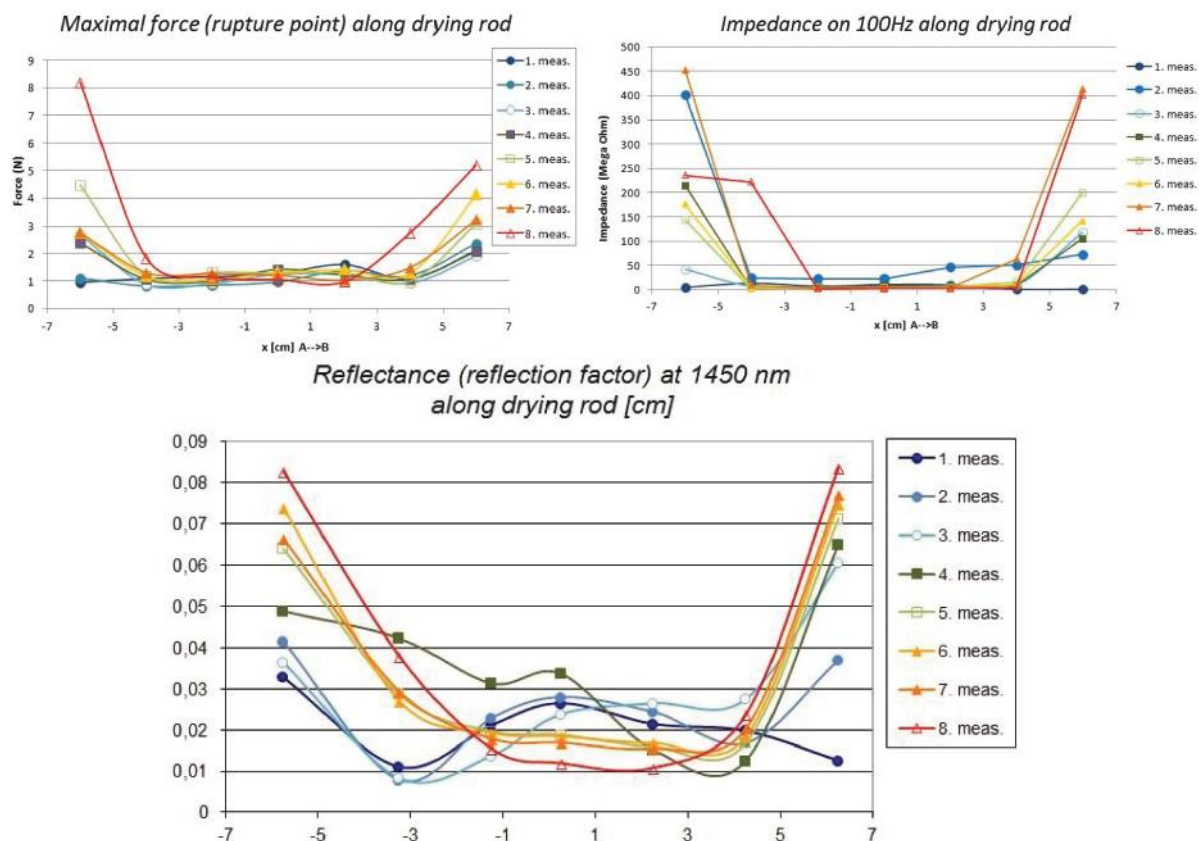 Maximal force (rupture point) along drying rod
9
8
7
6
5
4
3
2
1
0
Force (N)
-7 -5 -3 -1 1 3 5 7
x [cm] A-->B
1. meas.
2. meas.
3. meas.
4. meas.
5. meas.
6. meas.
7. meas.
8. meas.
Impedance on 100Hz along drying rod
500
450
400
350
300
250
200
150
100
50
0
Impedance (Mega Ohm)
-7 -5 -3 -1 1 3 5 7
x [cm] A-->B
1. meas.
2. meas.
3. meas.
4. meas.
5. meas.
6. meas.
7. meas.
8. meas.
Reflectance (reflection factor) at 1450 nm
along drying rod [cm]
0,09
0,08
0,07
0,06
0,05
0,04
0,03
0,02
0,01
0
-7 -5 -3 -1 1 3 5 7
1. meas.
2. meas.
3. meas.
4. meas.
5. meas.
6. meas.
7. meas.
8. meas.